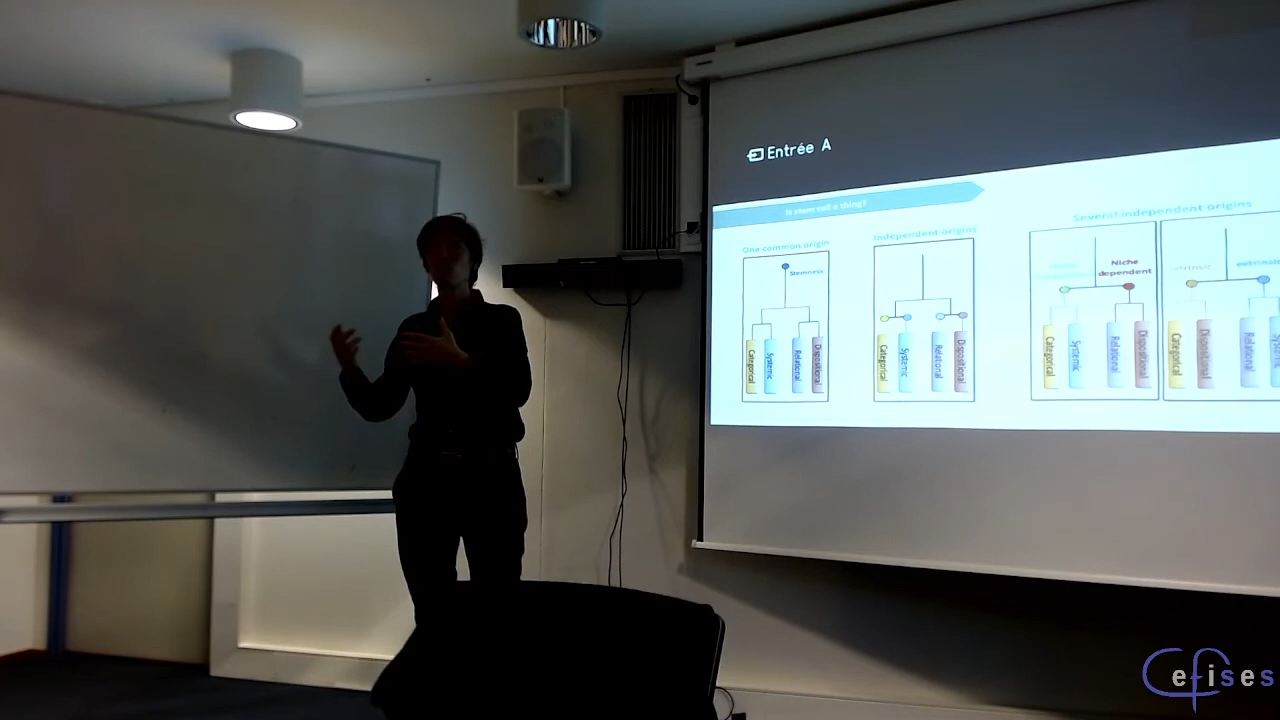 Entrée A
Is stem cell a thing?
One common origin
Stemness
Categorical
Systemic
Relational
Dispositional
Independent origins
Categorical
Systemic
Relational
Dispositional
Several independent origins
Niche
dependent
Categorical
Systemic
Relational
Dispositional
Categorical
Dispositional
Relational
Cefises